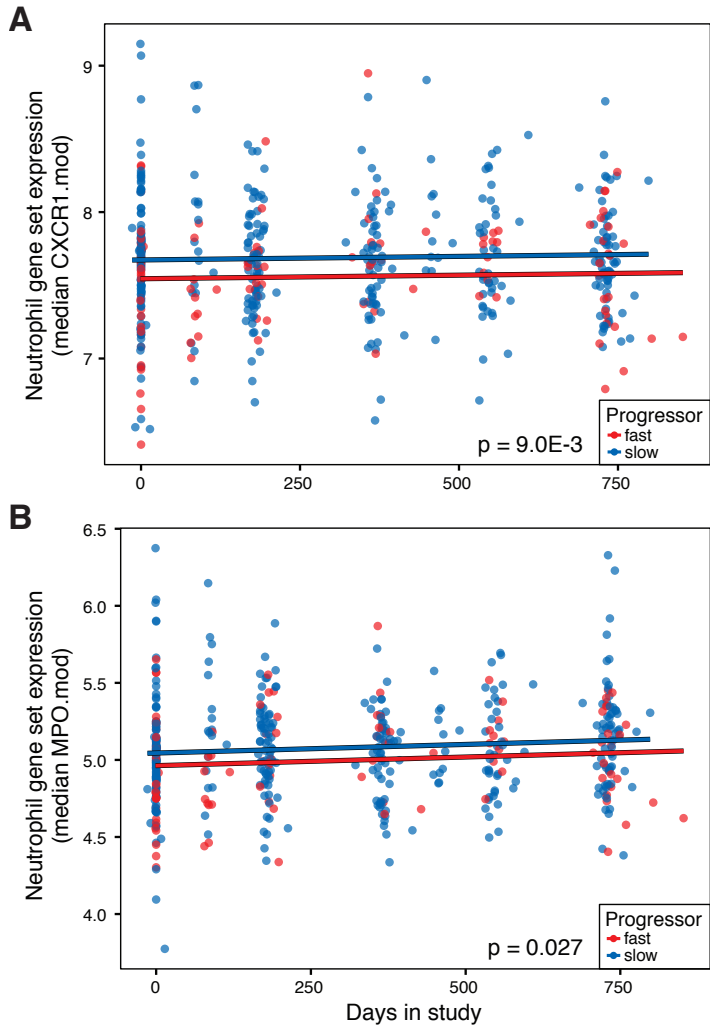 A
Neutrophil gene set expression
(median CXCR1.mod)
9
8
7
p = 9.0E-3
Progressor
fast
slow
0 250 500 750
B
Neutrophil gene set expression
(median MPO.mod)
6.5
6.0
5.5
5.0
4.5
4.0
p = 0.027
Progressor
fast
slow
0 250 500 750
Days in study